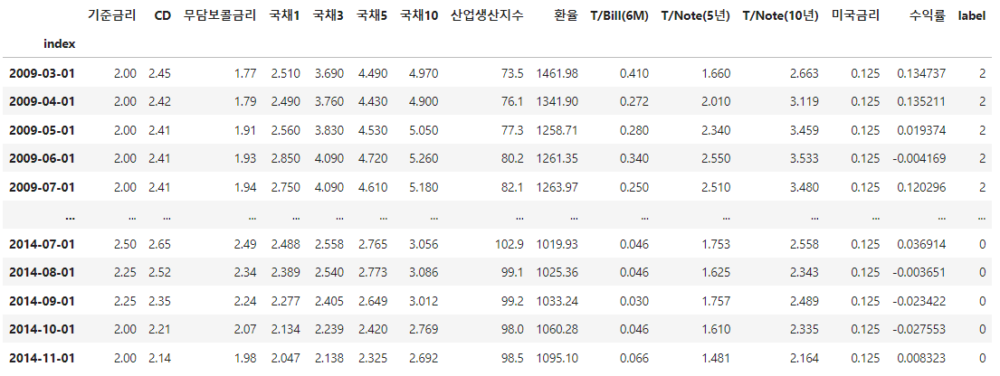 기준금리 CD 무담보콜금리 국채1 국채3 국채5 국채10 산업생산지수 환율 T/Bill(6M) T/Note(5년) T/Note(10년) 미국금리 수익률 label
index
2009-03-01 2.00 2.45 1.77 2.510 3.690 4.490 4.970 73.5 1461.98 0.410 1.660 2.663 0.125 0.134737 2
2009-04-01 2.00 2.42 1.79 2.490 3.760 4.430 4.900 76.1 1341.90 0.272 2.010 3.119 0.125 0.135211 2
2009-05-01 2.00 2.41 1.91 2.560 3.830 4.530 5.050 77.3 1258.71 0.280 2.340 3.459 0.125 0.019374 2
2009-06-01 2.00 2.41 1.93 2.850 4.090 4.720 5.260 80.2 1261.35 0.340 2.550 3.533 0.125 -0.004169 2
2009-07-01 2.00 2.41 1.94 2.750 4.090 4.610 5.180 82.1 1263.97 0.250 2.510 3.480 0.125 0.120296 2
... ... ... ... ... ... ... ... ... ... ... ... ... ... ... ...
2014-07-01 2.50 2.65 2.49 2.488 2.558 2.765 3.056 102.9 1019.93 0.046 1.753 2.558 0.125 0.036914 0
2014-08-01 2.25 2.52 2.34 2.389 2.540 2.773 3.086 99.1 1025.36 0.046 1.625 2.343 0.125 -0.003651 0
2014-09-01 2.25 2.35 2.24 2.277 2.405 2.649 3.012 99.2 1033.24 0.030 1.757 2.489 0.125 -0.023422 0
2014-10-01 2.00 2.21 2.07 2.134 2.239 2.420 2.769 98.0 1060.28 0.046 1.610 2.335 0.125 -0.027553 0
2014-11-01 2.00 2.14 1.98 2.047 2.138 2.325 2.692 98.5 1095.10 0.066 1.481 2.164 0.125 0.008323 0